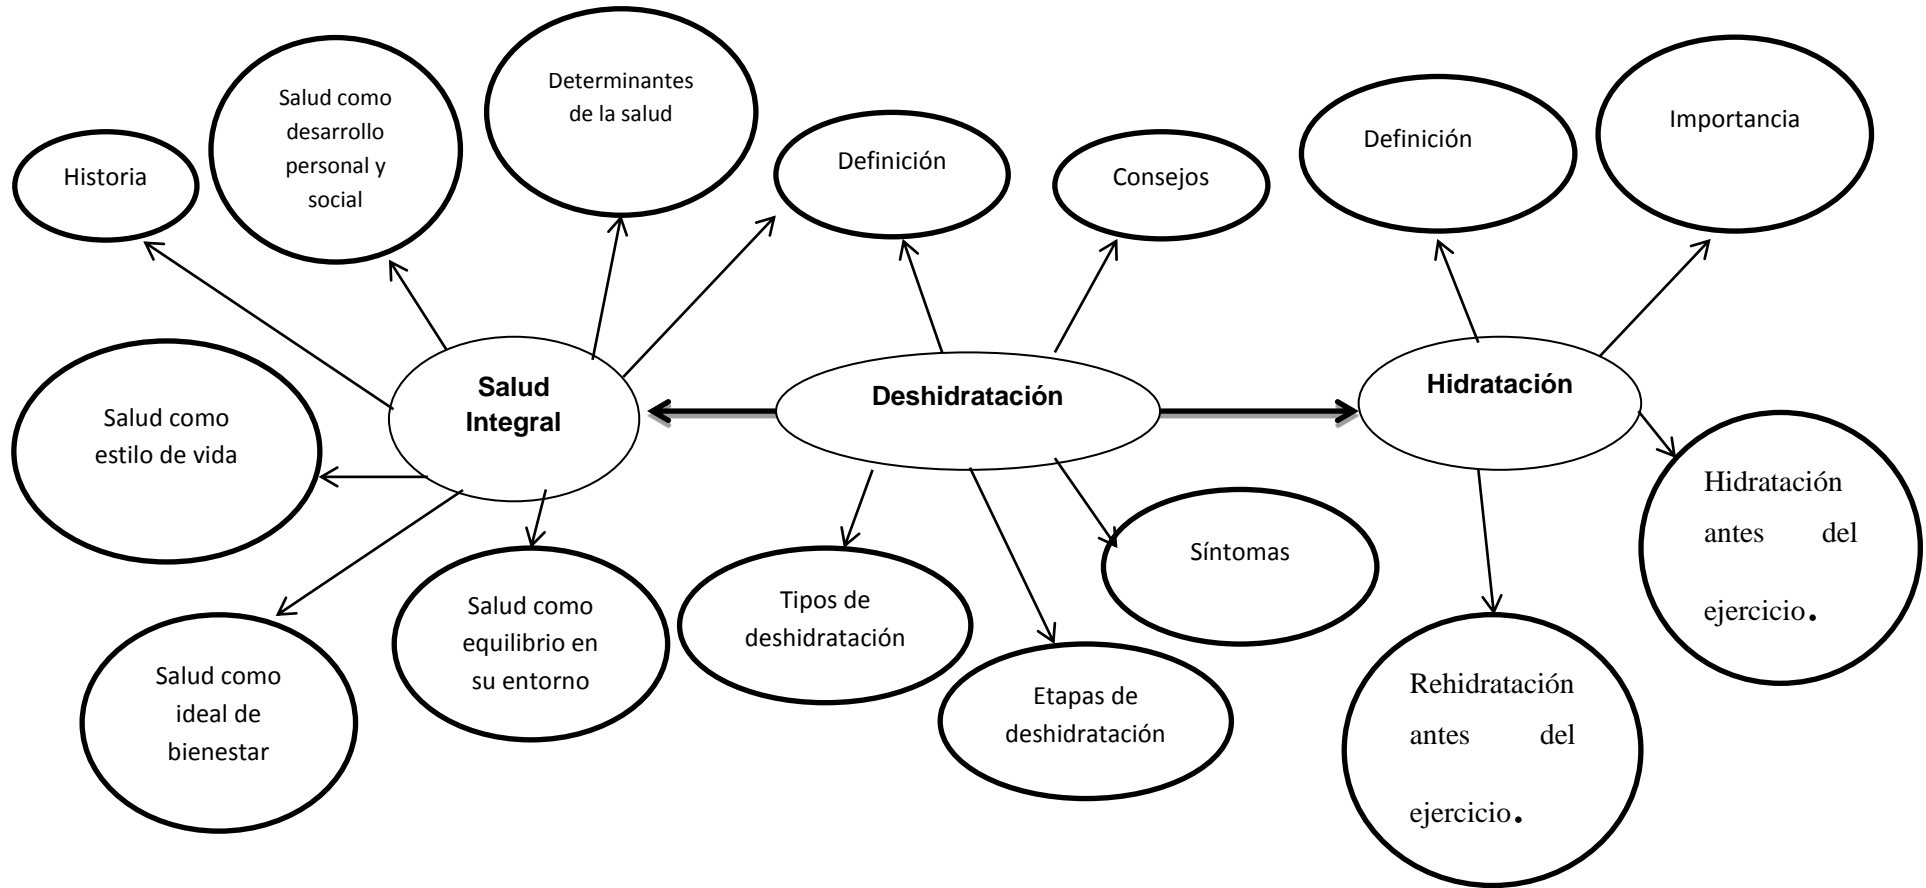 Historia
Salud como
desarrollo
personal y
social
Determinantes
de la salud
Definición
Consejos
Definición
Importancia
Salud
Integral
Deshidratación
Hidratación
Salud como
estilo de vida
Salud como
ideal de
bienestar
Salud como
equilibrio en
su entorno
Tipos de
deshidratación
Etapas de
deshidratación
Síntomas
Rehidratación
antes del
ejercicio.
Hidratación
antes del
ejercicio.